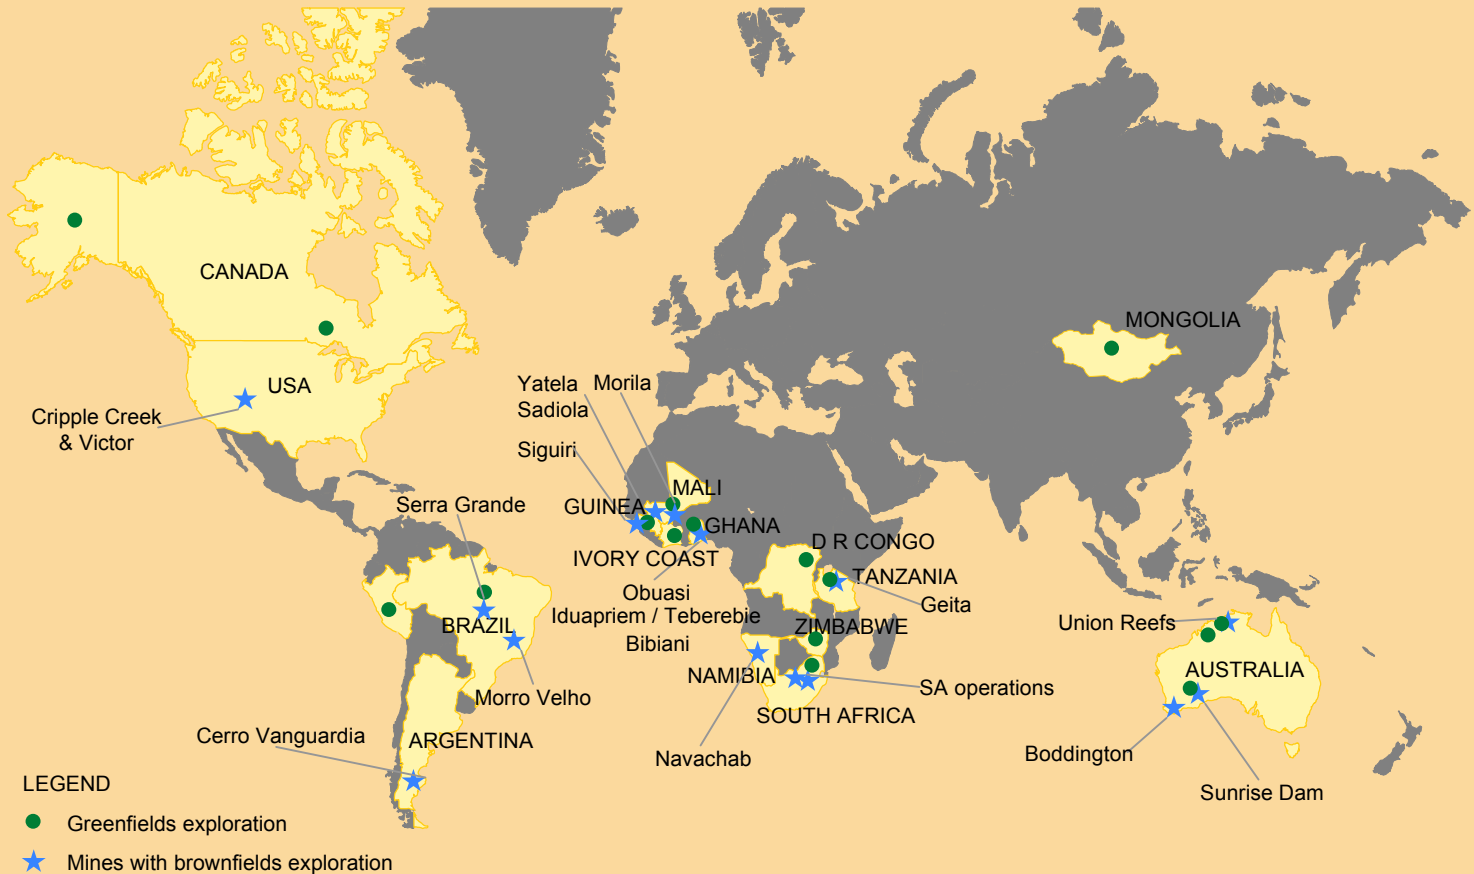 CANADA
MONGOLIA
USA
Yatela Morila
Sadiola
Cripple Creek
& Victor
Siguiri
Serra Grande
MALI
GUINEA
GHANA
IVORY COAST
D R CONGO
TANZANIA
Obuasi
Iduapriem / Teberebie
Bibiani
Geita
BRAZIL
ZIMBABWE
Union Reefs
NAMIBIA
AUSTRALIA
SA operations
Morro Velho
SOUTH AFRICA
Cerro Vanguardia
ARGENTINA
Navachab
Boddington
Sunrise Dam
LEGEND
Greenfields exploration
Mines with brownfields exploration